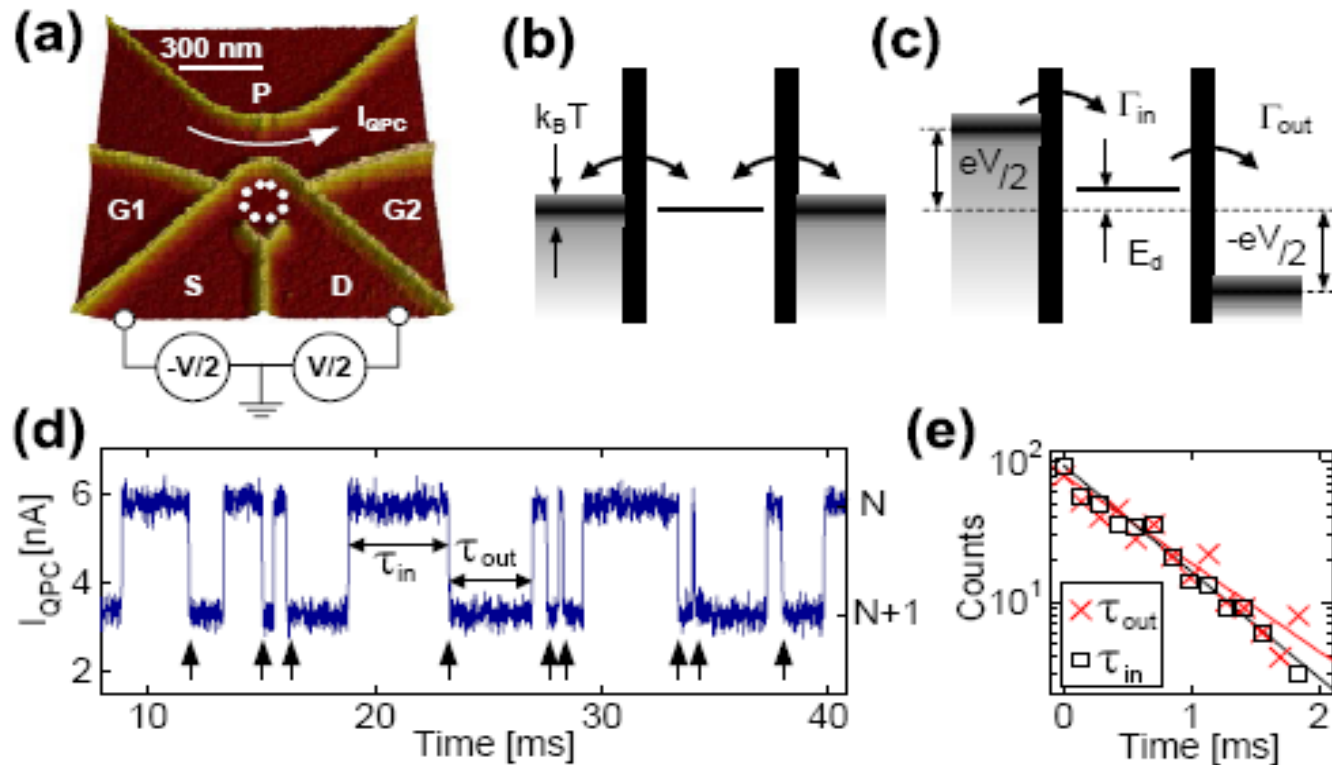 (a)
300 nm
P
I_QPC
G1
G2
S
D
-V/2
V/2
(b)
k_BT
(c)
Γ_in
Γ_out
eV/2
E_d
-eV/2
(d)
I_QPC [nA]
6
4
2
τ_in
τ_out
N
N+1
10
20
30
40
Time [ms]
(e)
Counts
10^2
10^1
τ_out
τ_in
0
1
2
Time [ms]